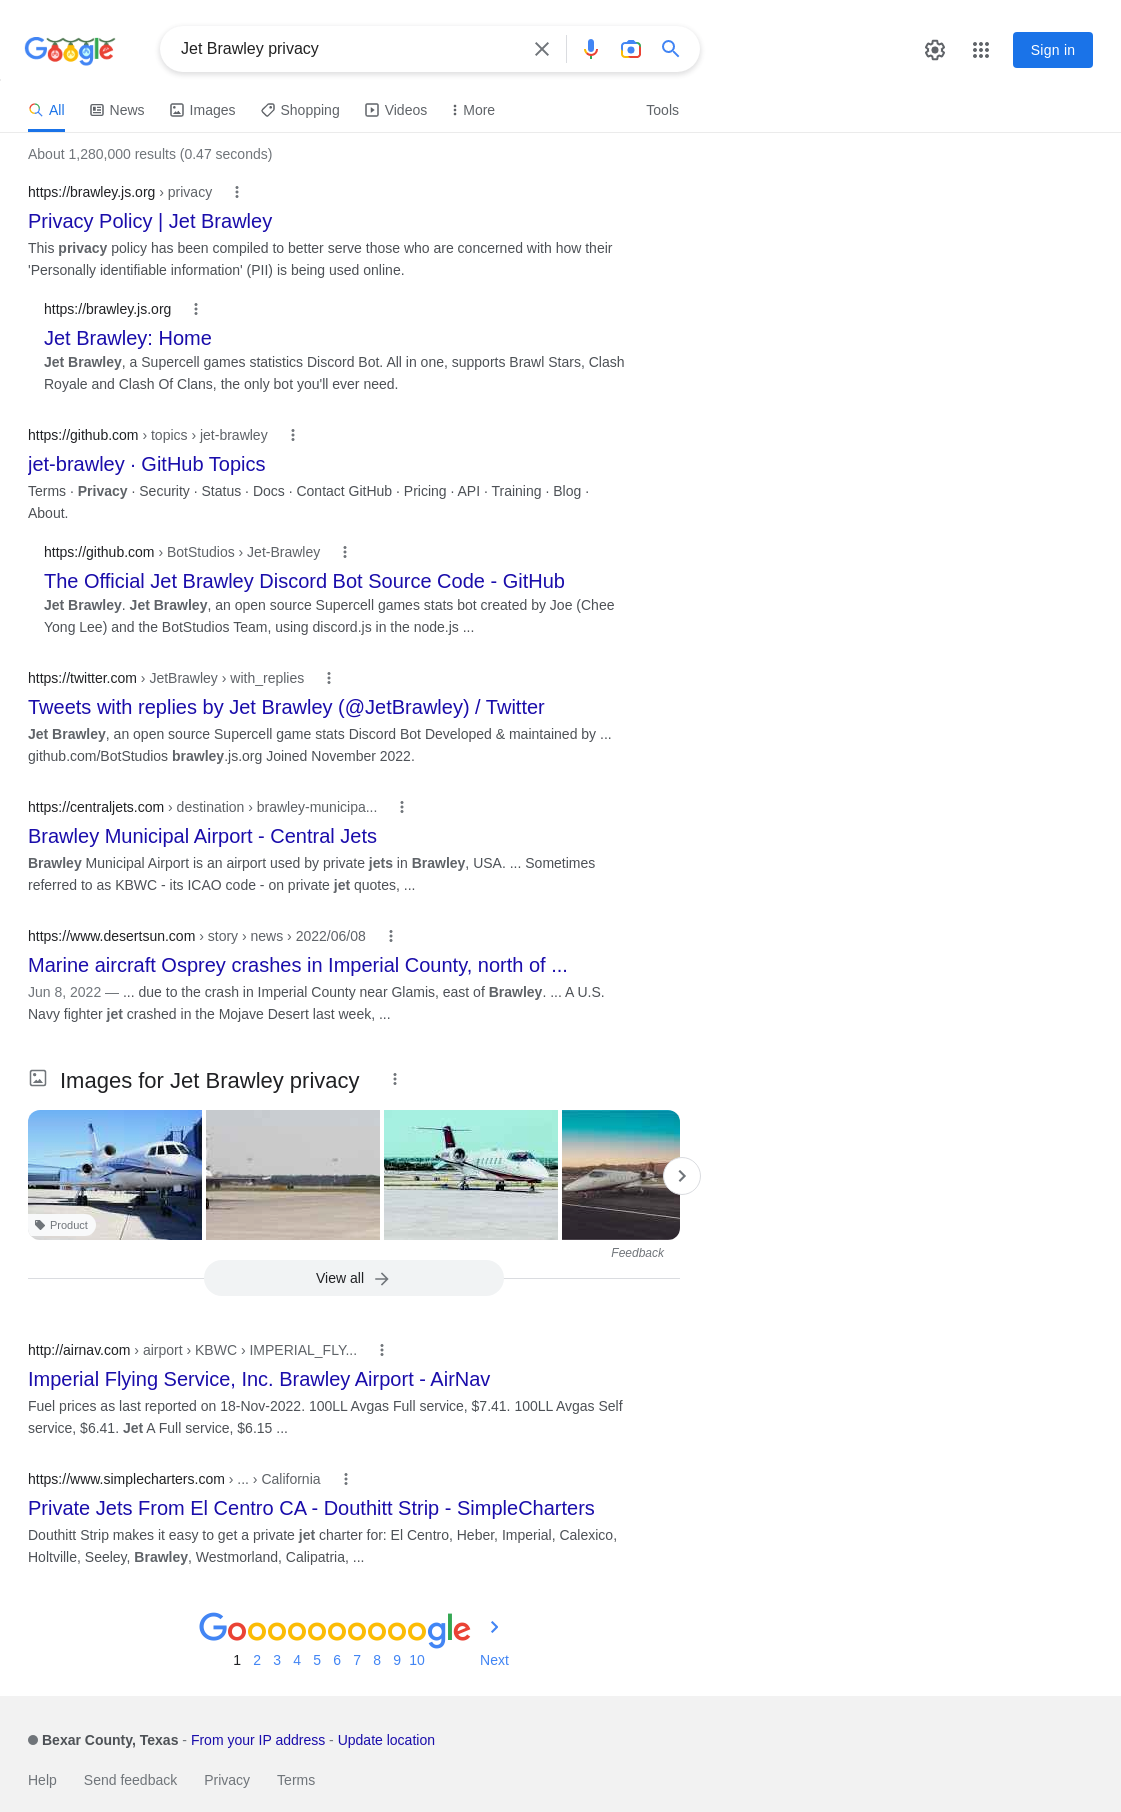 Google
Jet Brawley privacy
Sign in
All News Images Shopping Videos More Tools
About 1,280,000 results (0.47 seconds)
https://brawley.js.org › privacy
Privacy Policy | Jet Brawley
This privacy policy has been compiled to better serve those who are concerned with how their
'Personally identifiable information' (PII) is being used online.
https://brawley.js.org
Jet Brawley: Home
Jet Brawley, a Supercell games statistics Discord Bot. All in one, supports Brawl Stars, Clash
Royale and Clash Of Clans, the only bot you'll ever need.
https://github.com › topics › jet-brawley
jet-brawley · GitHub Topics
Terms · Privacy · Security · Status · Docs · Contact GitHub · Pricing · API · Training · Blog ·
About.
https://github.com › BotStudios › Jet-Brawley
The Official Jet Brawley Discord Bot Source Code - GitHub
Jet Brawley. Jet Brawley, an open source Supercell games stats bot created by Joe (Chee
Yong Lee) and the BotStudios Team, using discord.js in the node.js ...
https://twitter.com › JetBrawley › with_replies
Tweets with replies by Jet Brawley (@JetBrawley) / Twitter
Jet Brawley, an open source Supercell game stats Discord Bot Developed & maintained by ...
github.com/BotStudios brawley.js.org Joined November 2022.
https://centraljets.com › destination › brawley-municipa...
Brawley Municipal Airport - Central Jets
Brawley Municipal Airport is an airport used by private jets in Brawley, USA. ... Sometimes
referred to as KBWC - its ICAO code - on private jet quotes, ...
https://www.desertsun.com › story › news › 2022/06/08
Marine aircraft Osprey crashes in Imperial County, north of ...
Jun 8, 2022 — ... due to the crash in Imperial County near Glamis, east of Brawley. ... A U.S.
Navy fighter jet crashed in the Mojave Desert last week, ...
Images for Jet Brawley privacy
Product
Feedback
View all
http://airnav.com › airport › KBWC › IMPERIAL_FLY...
Imperial Flying Service, Inc. Brawley Airport - AirNav
Fuel prices as last reported on 18-Nov-2022. 100LL Avgas Full service, $7.41. 100LL Avgas Self
service, $6.41. Jet A Full service, $6.15 ...
https://www.simplecharters.com › ... › California
Private Jets From El Centro CA - Douthitt Strip - SimpleCharters
Douthitt Strip makes it easy to get a private jet charter for: El Centro, Heber, Imperial, Calexico,
Holtville, Seeley, Brawley, Westmorland, Calipatria, ...
Goooooooooogle
1 2 3 4 5 6 7 8 9 10 Next
Bexar County, Texas - From your IP address - Update location
Help Send feedback Privacy Terms